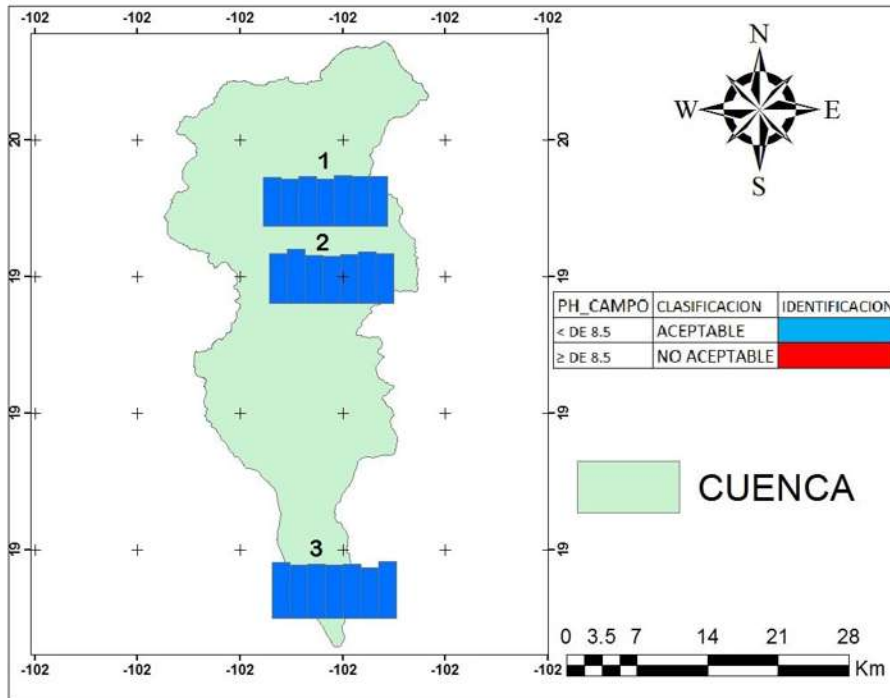 -102 -102 -102 -102 -102 -102
20
19
19
19
20
19
19
19
1
2
3
-102 -102 -102 -102 -102 -102
N
W E
S
PH_CAMPO CLASIFICACION IDENTIFICACION
< DE 8.5 ACEPTABLE
≥ DE 8.5 NO ACEPTABLE
CUENCA
0 3.5 7 14 21 28
Km